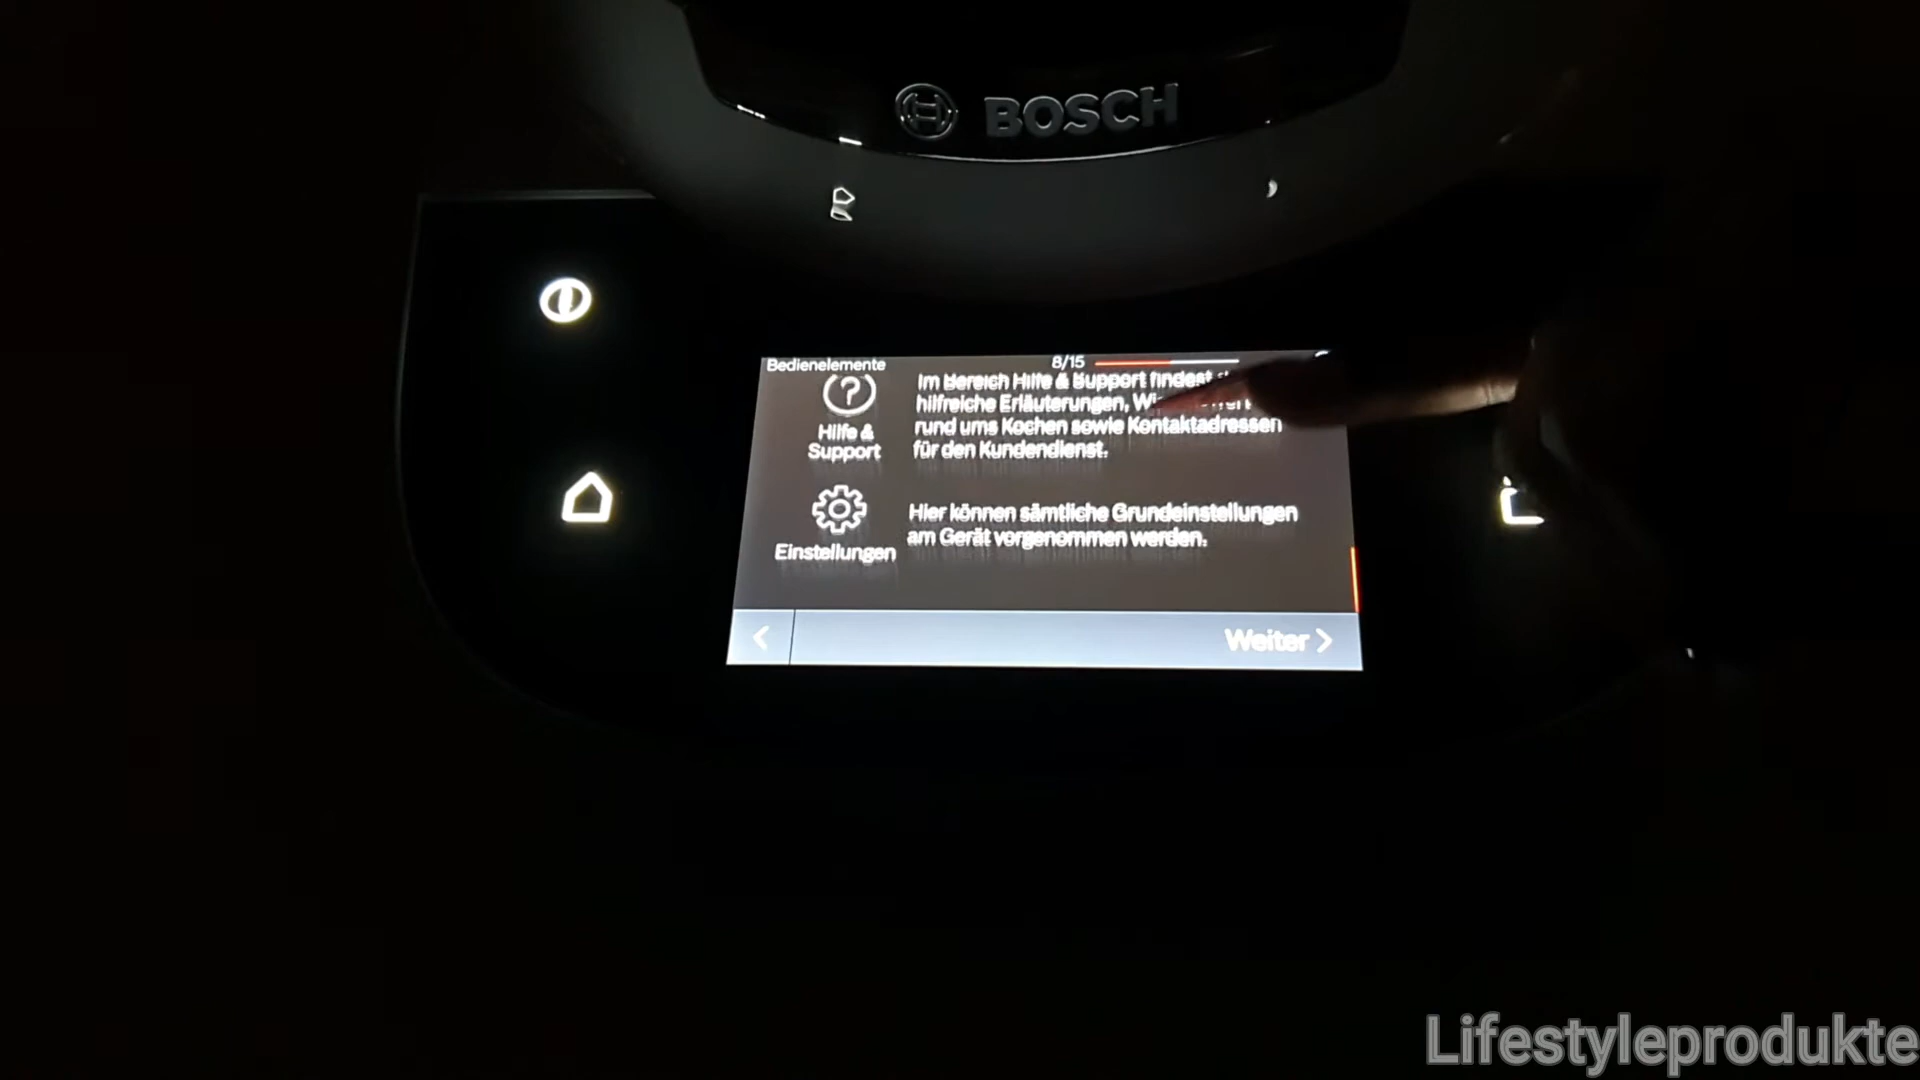 BOSCH
Bedienelemente
8/15
Im Bereich Hilfe & Support findest
hilfreiche Erläuterungen,
rund ums Kochen sowie Kontaktadressen
für den Kundendienst.
Hilfe &
Support
Hier können sämtliche Grundeinstellungen
am Gerät vorgenommen werden.
Einstellungen
Weiter
Lifestyleprodukte